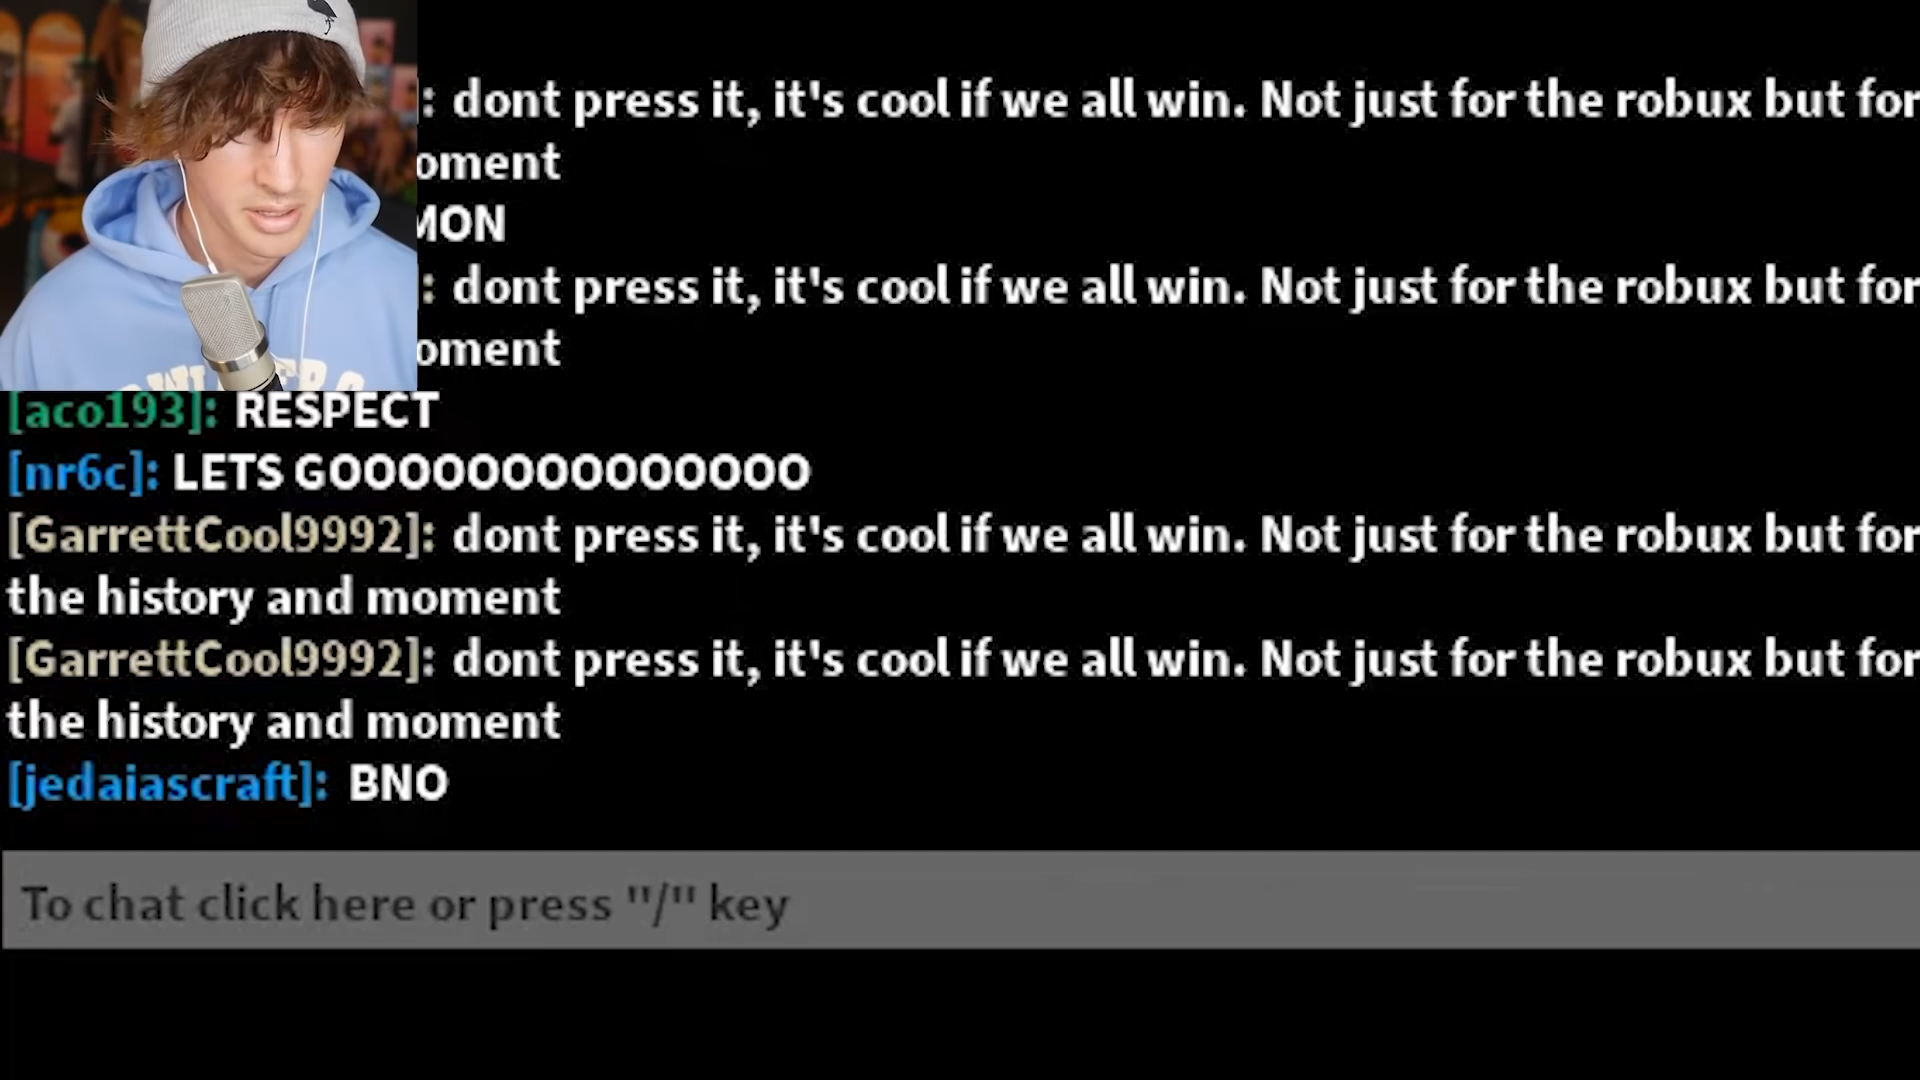 : dont press it, it's cool if we all win. Not just for the robux but for
oment
MON
: dont press it, it's cool if we all win. Not just for the robux but for
oment
[aco193]: RESPECT
[nr6c]: LETS GOOOOOOOOOOOOOOO
[GarrettCool9992]: dont press it, it's cool if we all win. Not just for the robux but for
the history and moment
[GarrettCool9992]: dont press it, it's cool if we all win. Not just for the robux but for
the history and moment
[jedaiascraft]: BNO
To chat click here or press "/" key